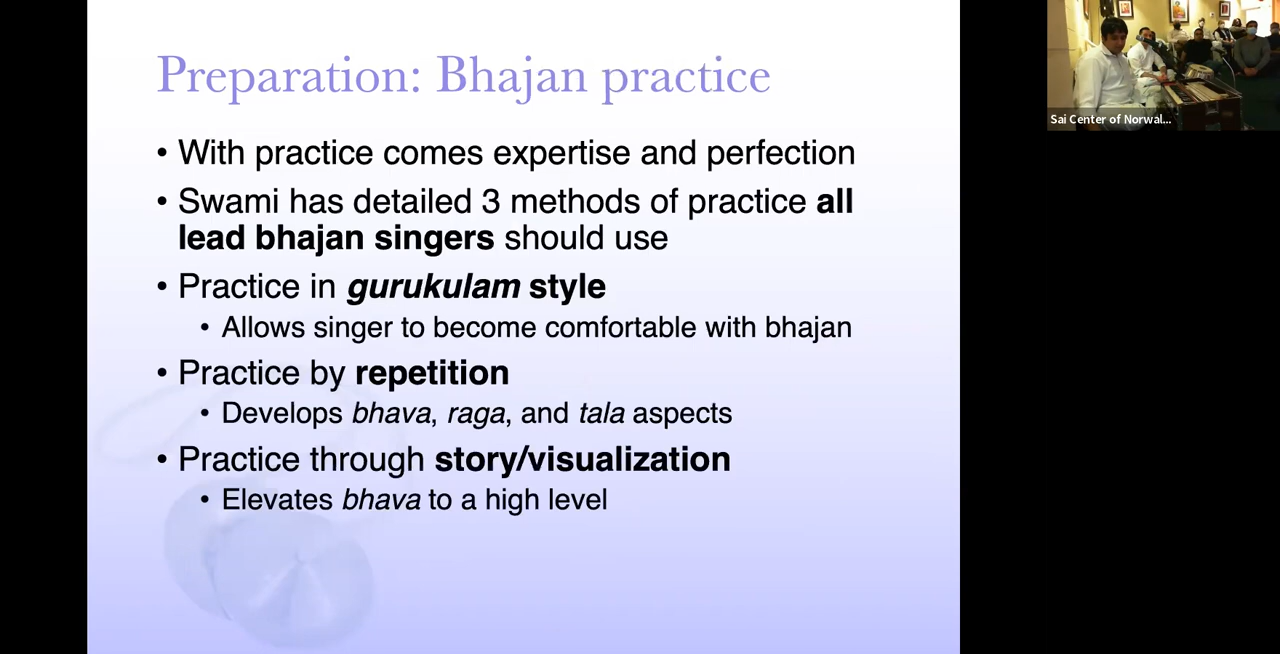 Preparation: Bhajan practice
• With practice comes expertise and perfection
• Swami has detailed 3 methods of practice all
lead bhajan singers should use
• Practice in gurukulam style
• Allows singer to become comfortable with bhajan
• Practice by repetition
• Develops bhava, raga, and tala aspects
• Practice through story/visualization
• Elevates bhava to a high level
Sai Center of Norwal...